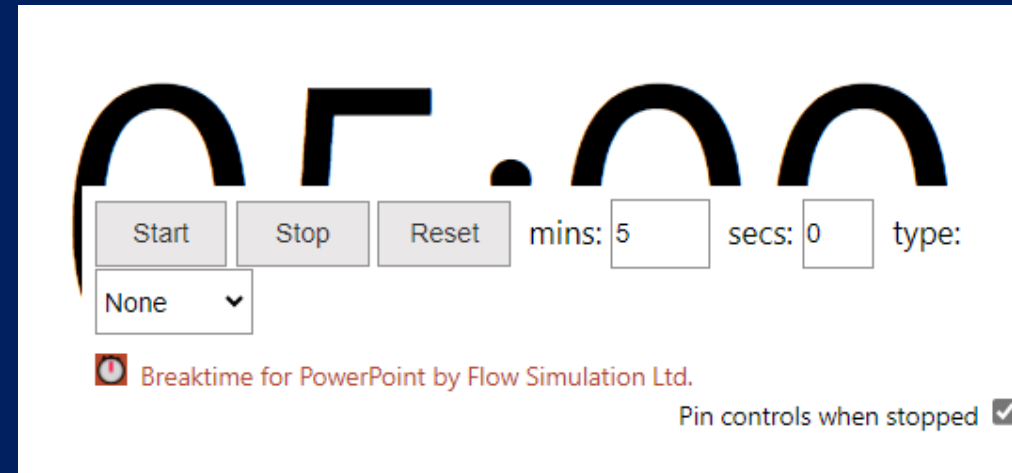 05:00
Start Stop Reset mins: 5 secs: 0 type:
None
Breaktime for PowerPoint by Flow Simulation Ltd.
Pin controls when stopped